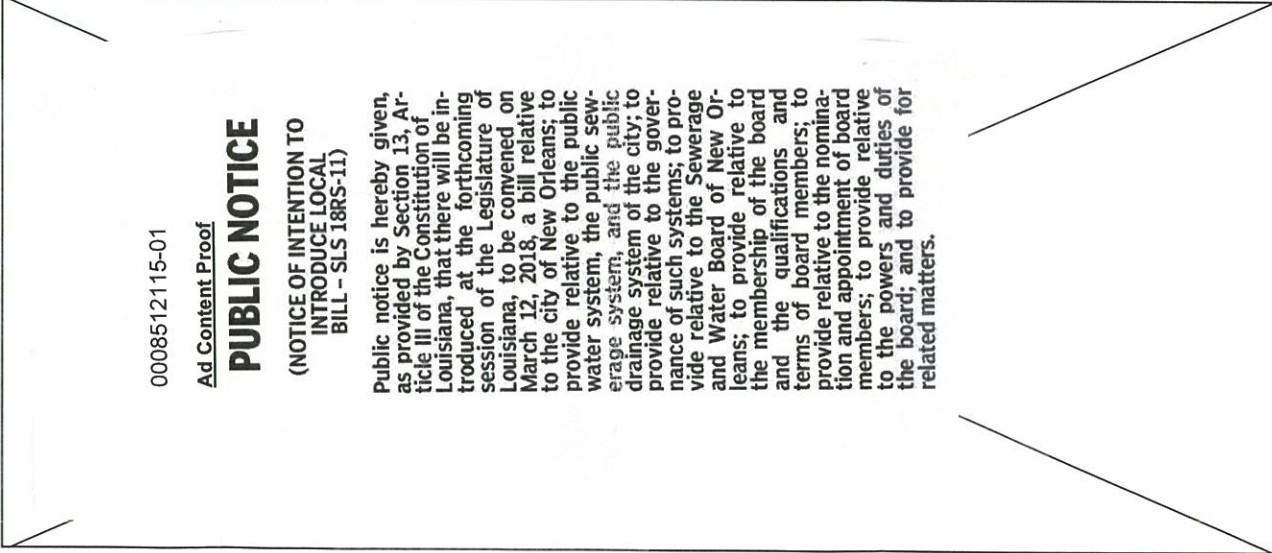 0008512115-01
Ad Content Proof
PUBLIC NOTICE
(NOTICE OF INTENTION TO
INTRODUCE LOCAL
BILL – SLS 18RS-11)
Public notice is hereby given,
as provided by Section 13, Ar-
ticle III of the Constitution of
Louisiana, that there will be in-
troduced at the forthcoming
session of the Legislature of
Louisiana, to be convened on
March 12, 2018, a bill relative
to the city of New Orleans; to
provide relative to the public
water system, the public sew-
erage system, and the public
drainage system of the city; to
provide relative to the gover-
nance of such systems; to pro-
vide relative to the Sewerage
and Water Board of New Or-
leans; to provide relative to
the membership of the board
and the qualifications and
terms of board members; to
provide relative to the nomina-
tion and appointment of board
members; to provide relative
to the powers and duties of
the board; and to provide for
related matters.